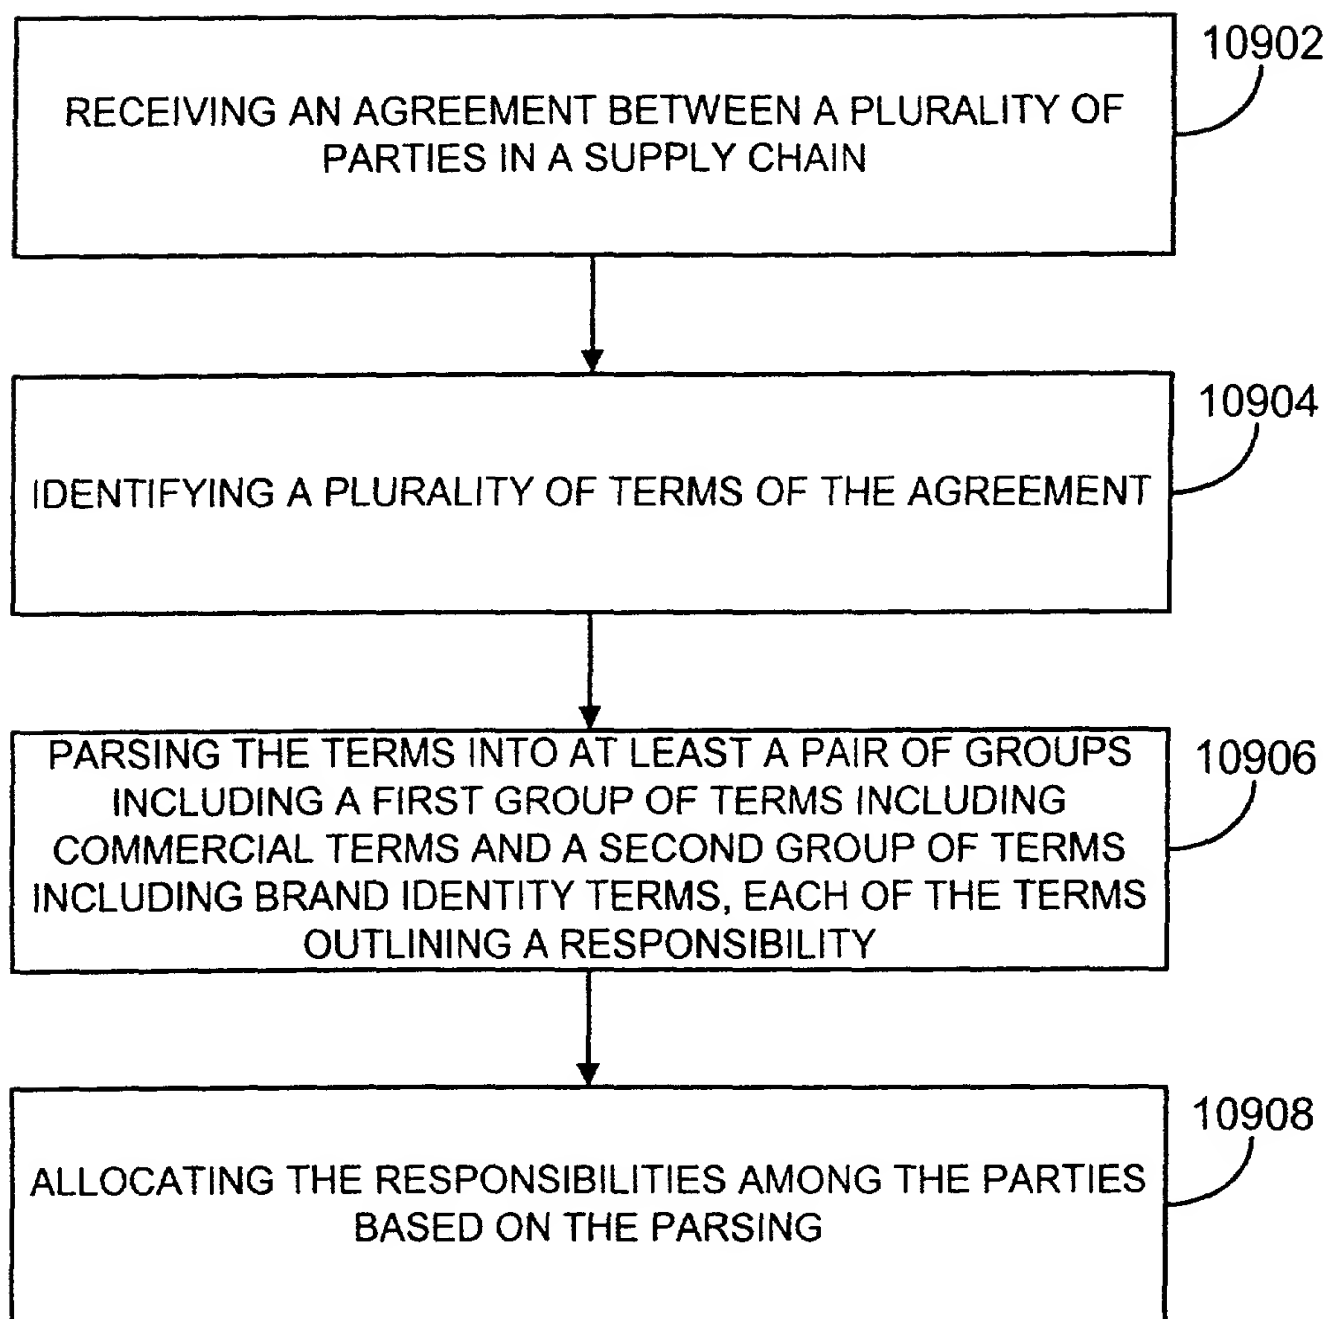 10902
RECEIVING AN AGREEMENT BETWEEN A PLURALITY OF
PARTIES IN A SUPPLY CHAIN
10904
IDENTIFYING A PLURALITY OF TERMS OF THE AGREEMENT
10906
PARSING THE TERMS INTO AT LEAST A PAIR OF GROUPS
INCLUDING A FIRST GROUP OF TERMS INCLUDING
COMMERCIAL TERMS AND A SECOND GROUP OF TERMS
INCLUDING BRAND IDENTITY TERMS, EACH OF THE TERMS
OUTLINING A RESPONSIBILITY
10908
ALLOCATING THE RESPONSIBILITIES AMONG THE PARTIES
BASED ON THE PARSING